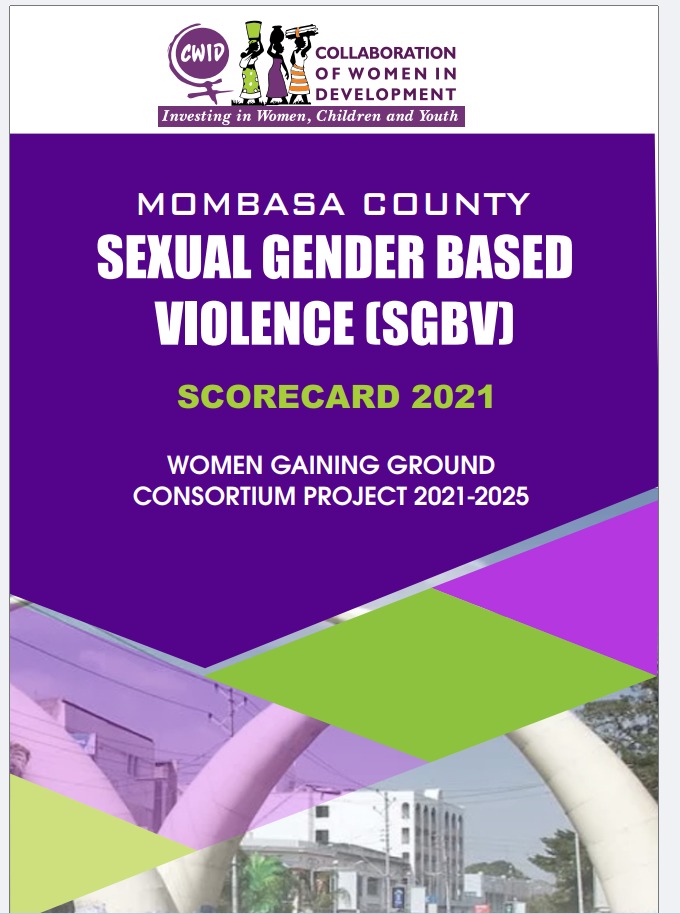 CWID
COLLABORATION
OF WOMEN IN
DEVELOPMENT
Investing in Women, Children and Youth
MOMBASA COUNTY
SEXUAL GENDER BASED
VIOLENCE (SGBV)
SCORECARD 2021
WOMEN GAINING GROUND
CONSORTIUM PROJECT 2021-2025